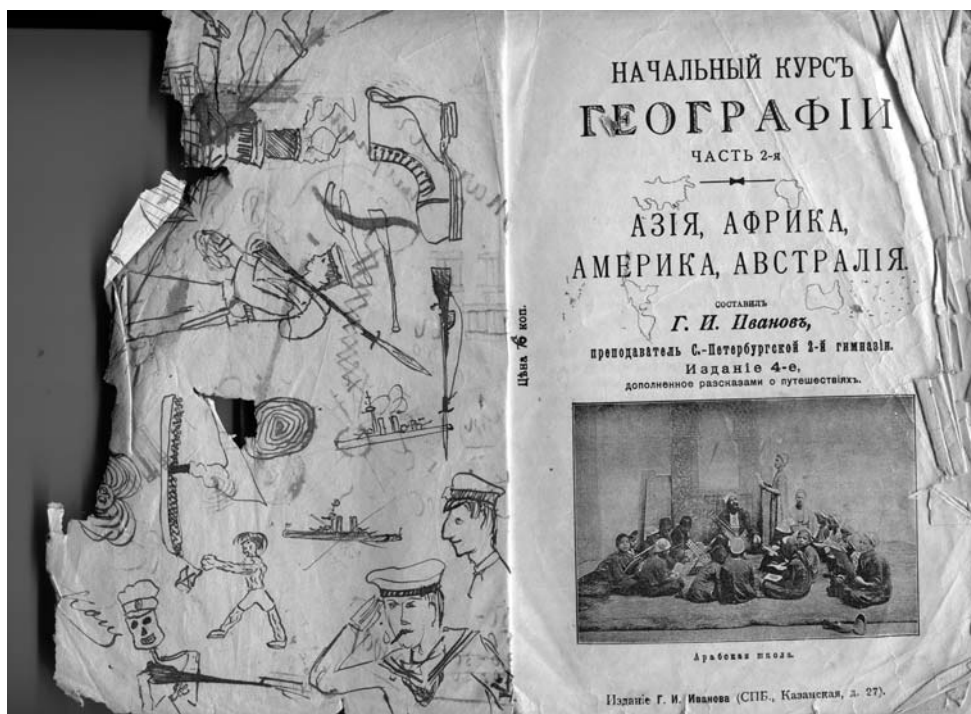 НАЧАЛЬНЫЙ КУРСЪ
ГЕОГРАФІИ
ЧАСТЬ 2-я
АЗІЯ, АФРИКА,
АМЕРИКА, АВСТРАЛІЯ.
СОСТАВИЛЪ
Г. И. Ивановъ,
преподаватель С.-Петербургской 2-й гимназіи.
Изданіе 4-е,
дополненное разсказами о путешествіяхъ.
Цѣна коп.
Арабская школа.
Изданіе Г. И. Иванова (СПБ., Казанская, д. 27).